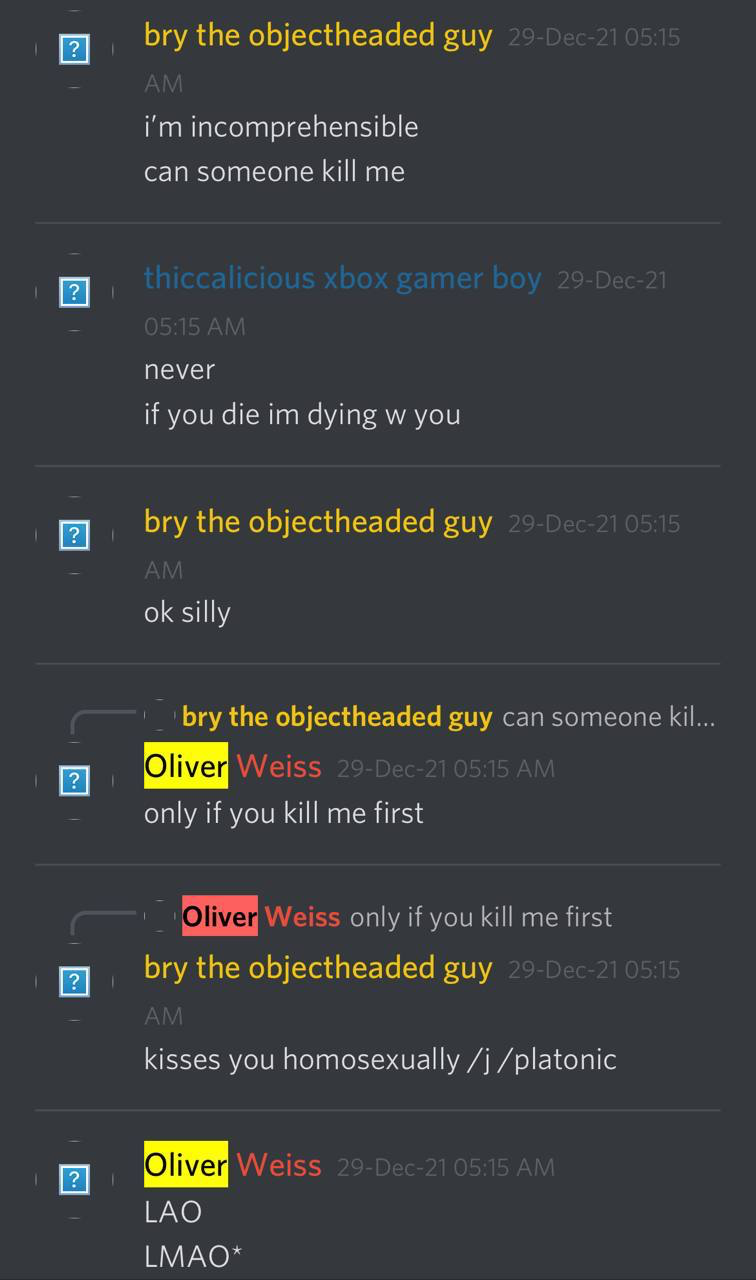 bry the objectheaded guy 29-Dec-21 05:15
AM
i’m incomprehensible
can someone kill me
thiccalicious xbox gamer boy 29-Dec-21
05:15 AM
never
if you die im dying w you
bry the objectheaded guy 29-Dec-21 05:15
AM
ok silly
bry the objectheaded guy can someone kil...
Oliver Weiss 29-Dec-21 05:15 AM
only if you kill me first
Oliver Weiss only if you kill me first
bry the objectheaded guy 29-Dec-21 05:15
AM
kisses you homosexually /j /platonic
Oliver Weiss 29-Dec-21 05:15 AM
LAO
LMAO*